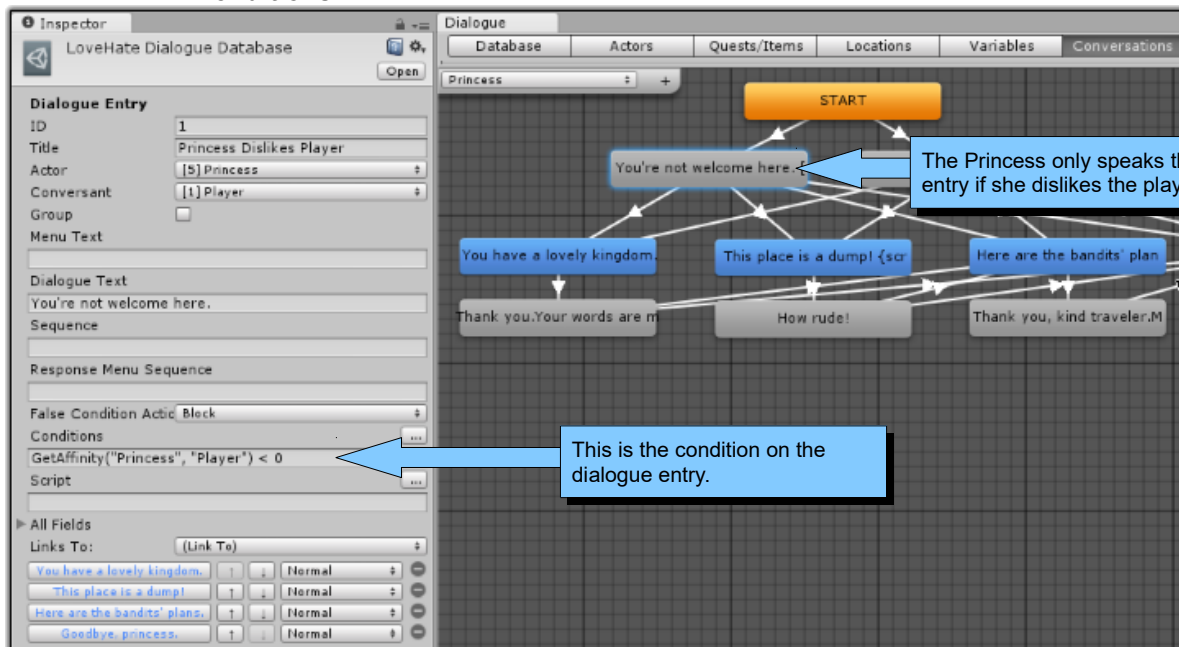 Inspector
LoveHate Dialogue Database
Open
Dialogue Entry
ID 1
Title Princess Dislikes Player
Actor [5] Princess
Conversant [1] Player
Group
Menu Text
Dialogue Text
You're not welcome here.
Sequence
Response Menu Sequence
False Condition Actic Block
Conditions ...
GetAffinity("Princess", "Player") < 0
Script ...
All Fields
Links To: (Link To)
You have a lovely kingdom. ↑ ↓ Normal
This place is a dump! ↑ ↓ Normal
Here are the bandits' plans. ↑ ↓ Normal
Goodbye, princess. ↑ ↓ Normal
Dialogue
Database Actors Quests/Items Locations Variables Conversations
Princess +
START
You're not welcome here. {
The Princess only speaks t
entry if she dislikes the play
You have a lovely kingdom.
This place is a dump! {scr
Here are the bandits' plan
Thank you.Your words are m
How rude!
Thank you, kind traveler.M
This is the condition on the
dialogue entry.